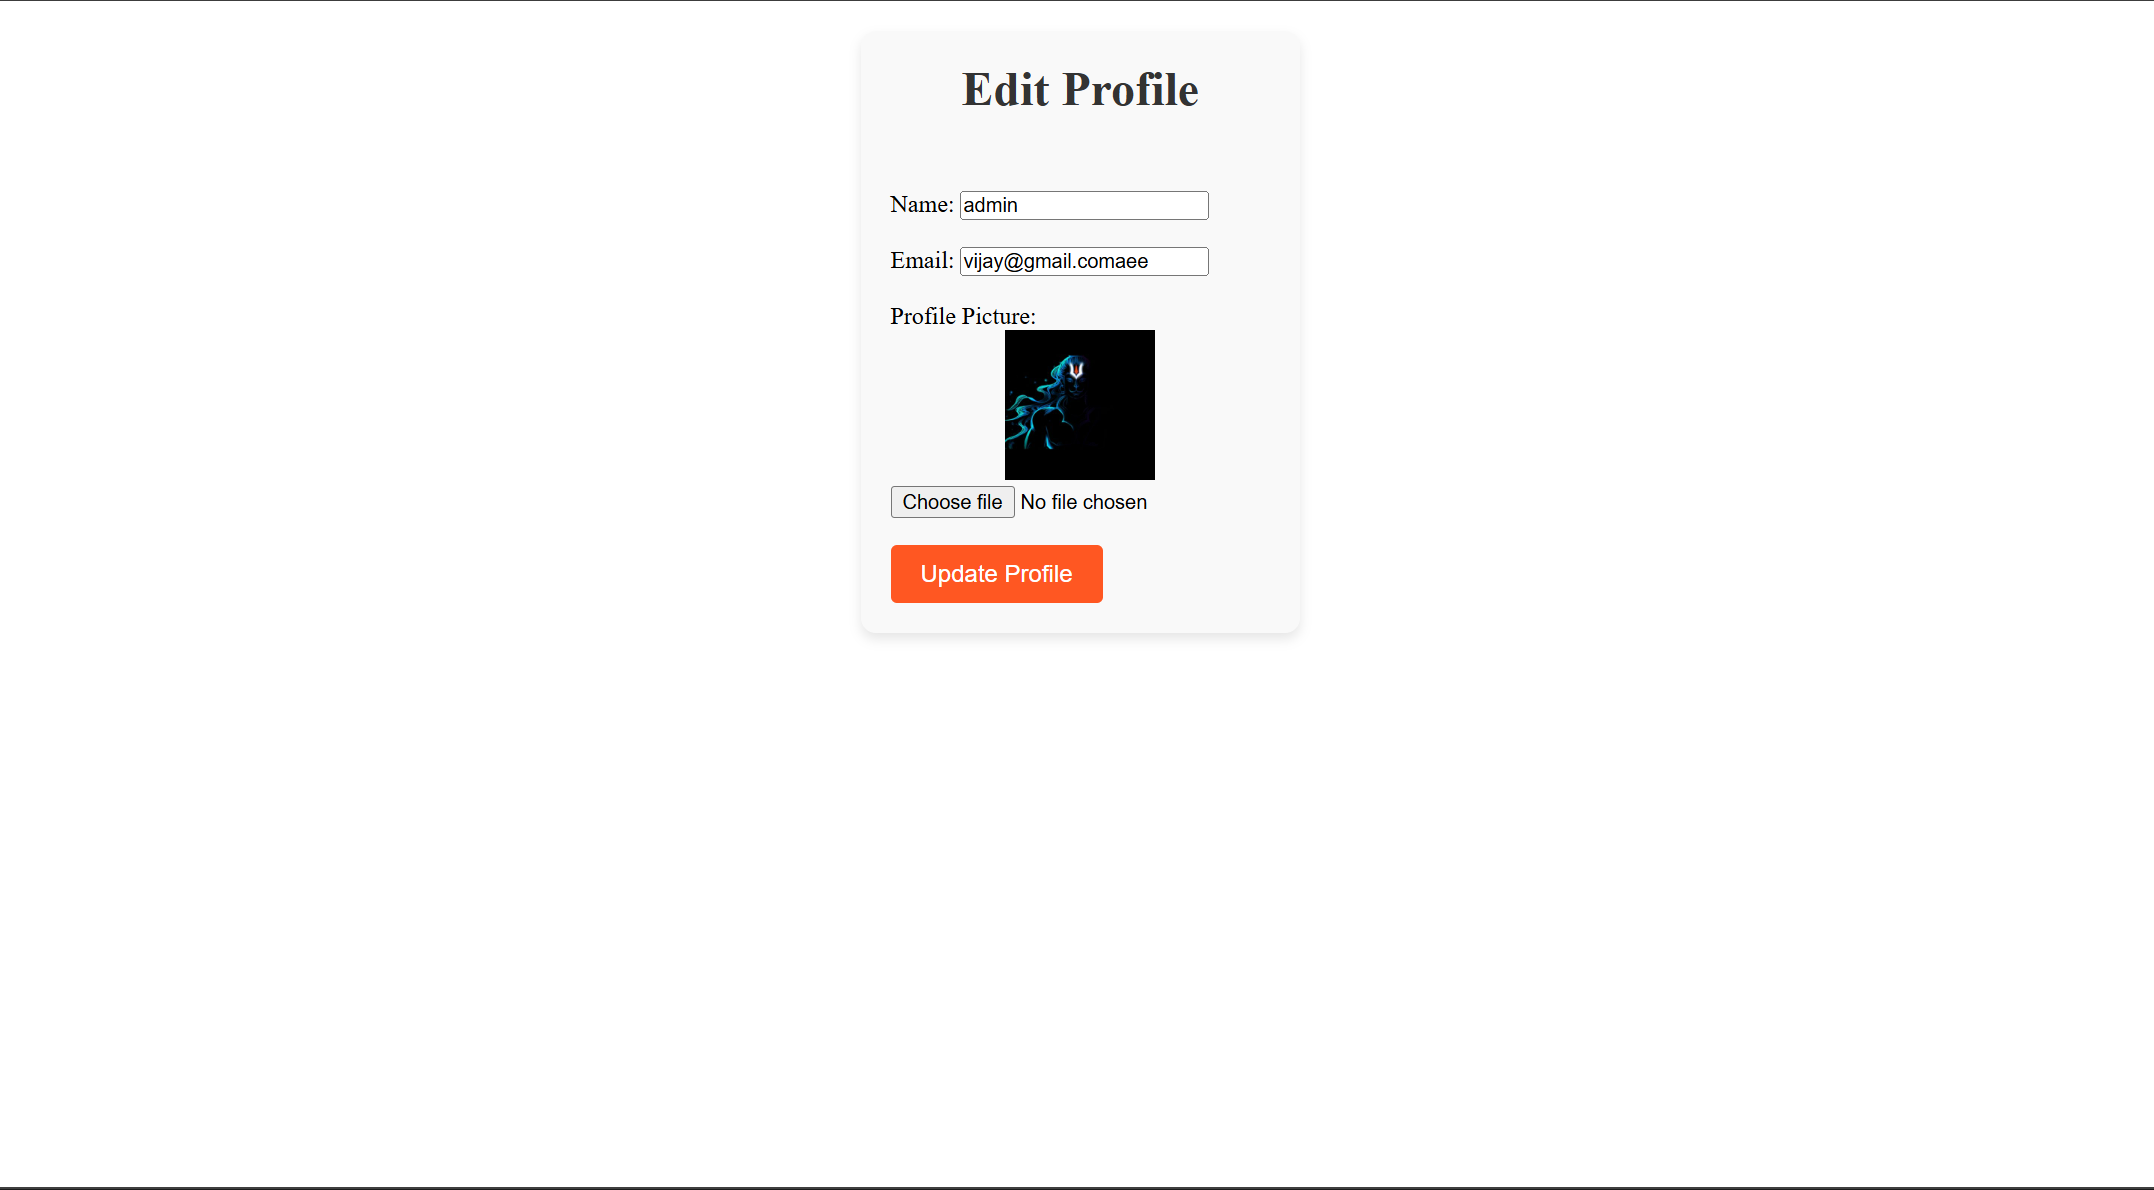 Edit Profile
Name: admin
Email: vijay@gmail.comaee
Profile Picture:
Choose file No file chosen
Update Profile